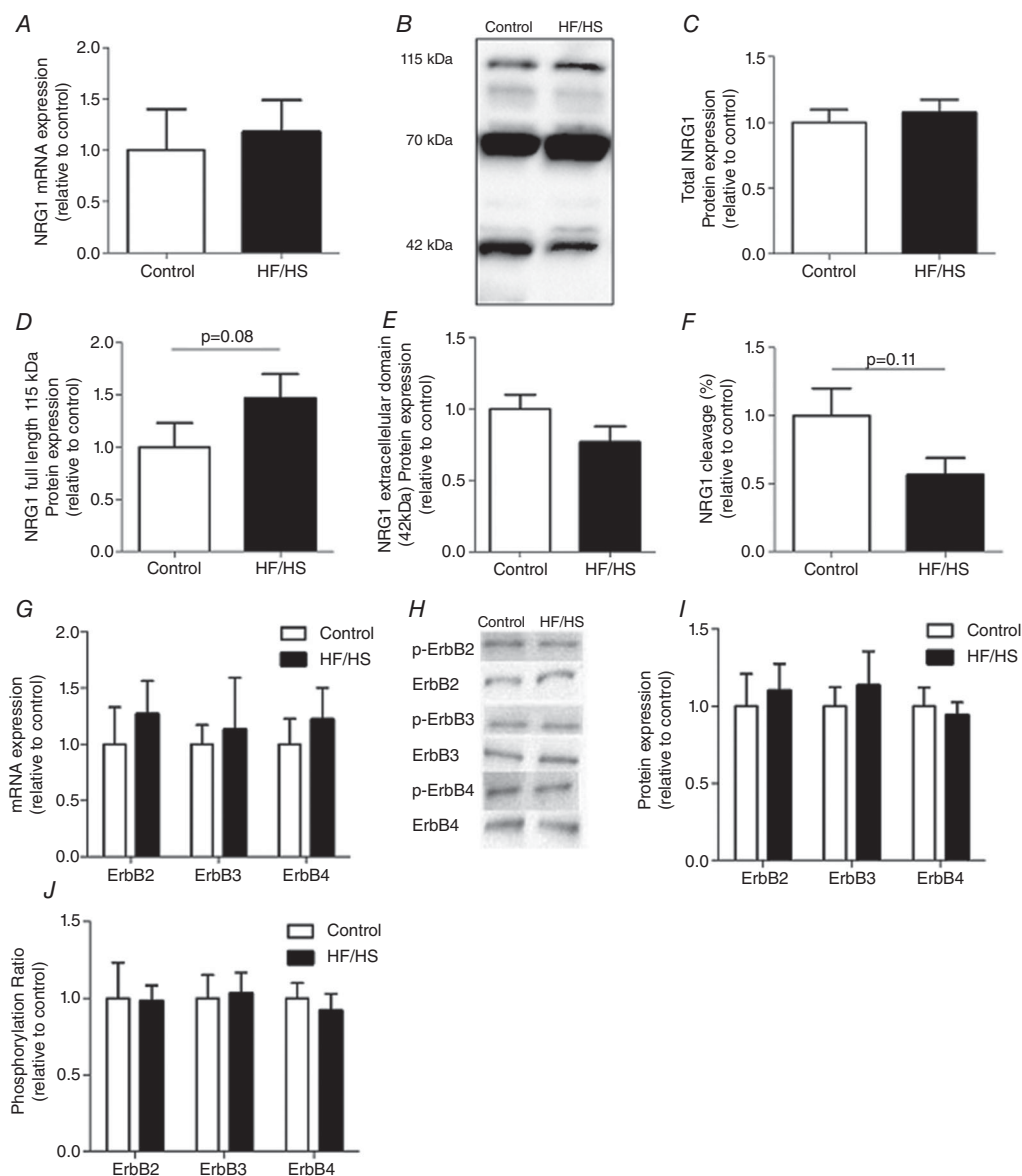 A
NRG1 mRNA expression
(relative to control)
2.0
1.5
1.0
0.5
0.0
Control
HF/HS
B
Control
HF/HS
115 kDa
70 kDa
42 kDa
C
Total NRG1
Protein expression
(relative to control)
1.5
1.0
0.5
0.0
Control
HF/HS
D
NRG1 full length 115 kDa
Protein expression
(relative to control)
2.0
1.5
1.0
0.5
0.0
p=0.08
Control
HF/HS
E
NRG1 extracellular domain
(42kDa) Protein expression
(relative to control)
1.5
1.0
0.5
0.0
Control
HF/HS
F
NRG1 cleavage (%)
(relative to control)
1.5
1.0
0.5
0.0
p=0.11
Control
HF/HS
G
mRNA expression
(relative to control)
2.0
1.5
1.0
0.5
0.0
Control
HF/HS
ErbB2
ErbB3
ErbB4
H
Control
HF/HS
p-ErbB2
ErbB2
p-ErbB3
ErbB3
p-ErbB4
ErbB4
I
Protein expression
(relative to control)
1.5
1.0
0.5
0.0
Control
HF/HS
ErbB2
ErbB3
ErbB4
J
Phosphorylation Ratio
(relative to control)
1.5
1.0
0.5
0.0
Control
HF/HS
ErbB2
ErbB3
ErbB4